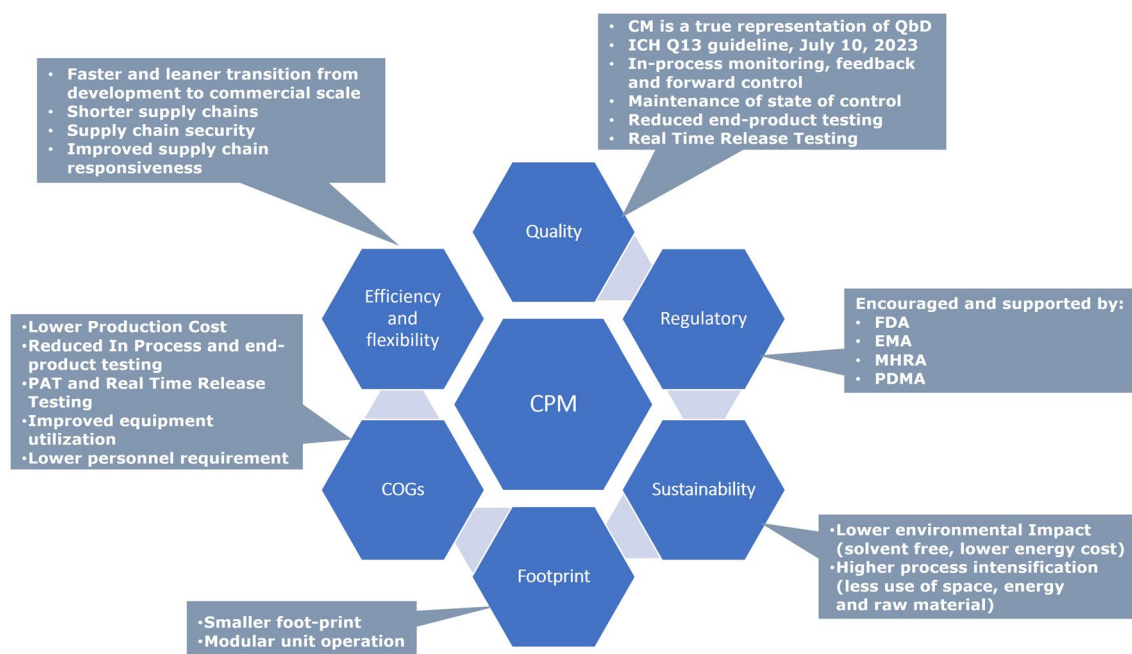 • CM is a true representation of QbD
• ICH Q13 guideline, July 10, 2023
• In-process monitoring, feedback
and forward control
• Maintenance of state of control
• Reduced end-product testing
• Real Time Release Testing
• Faster and leaner transition from
development to commercial scale
• Shorter supply chains
• Supply chain security
• Improved supply chain
responsiveness
Quality
Efficiency
and
flexibility
Regulatory
Encouraged and supported by:
• FDA
• EMA
• MHRA
• PDMA
•Lower Production Cost
•Reduced In Process and end-
product testing
•PAT and Real Time Release
Testing
•Improved equipment
utilization
•Lower personnel requirement
CPM
COGs
Sustainability
•Lower environmental Impact
(solvent free, lower energy cost)
•Higher process intensification
(less use of space, energy
and raw material)
Footprint
•Smaller foot-print
•Modular unit operation